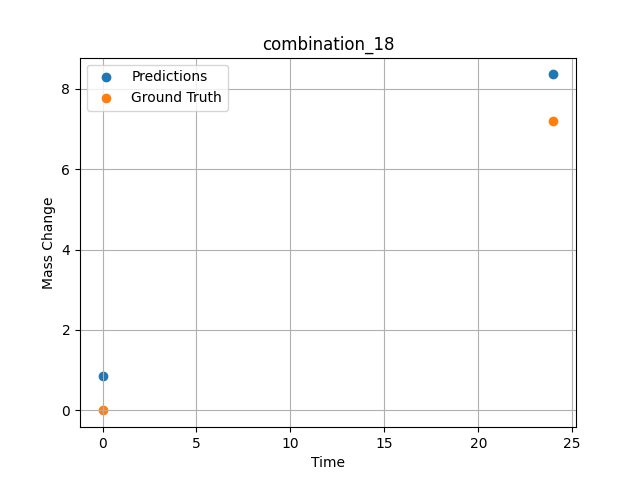 combination_18
Predictions
Ground Truth
8
6
4
2
0
Mass Change
0 5 10 15 20 25
Time